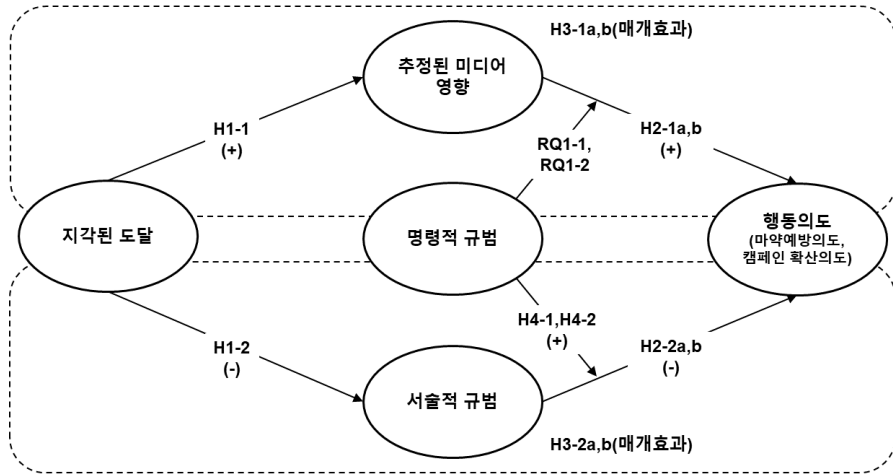 H3-1a,b(매개효과)
추정된 미디어
영향
H1-1
(+)
H2-1a,b
(+)
RQ1-1,
RQ1-2
지각된 도달
명령적 규범
행동의도
(마약예방의도,
캠페인 확산의도)
H4-1,H4-2
(+)
H1-2
(-)
H2-2a,b
(-)
서술적 규범
H3-2a,b(매개효과)